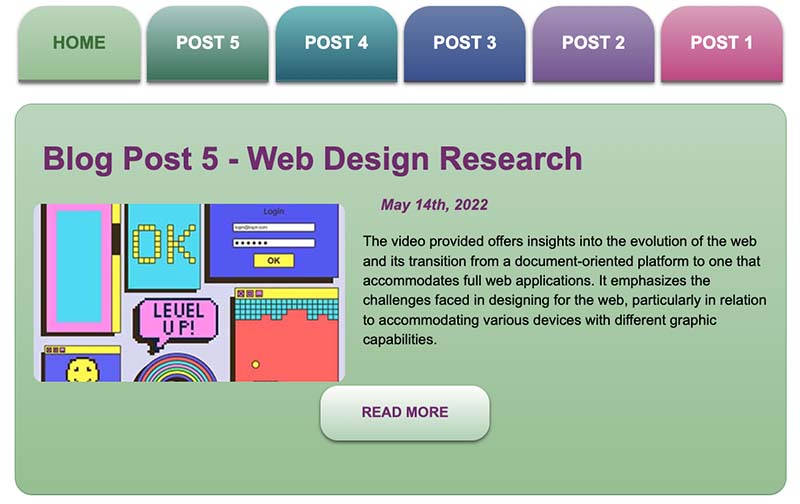 HOME
POST 5
POST 4
POST 3
POST 2
POST 1
Blog Post 5 - Web Design Research
May 14th, 2022
Login
login@login.com
OK
OK
LEVEL
UP!
The video provided offers insights into the evolution of the web
and its transition from a document-oriented platform to one that
accommodates full web applications. It emphasizes the
challenges faced in designing for the web, particularly in relation
to accommodating various devices with different graphic
capabilities.
READ MORE